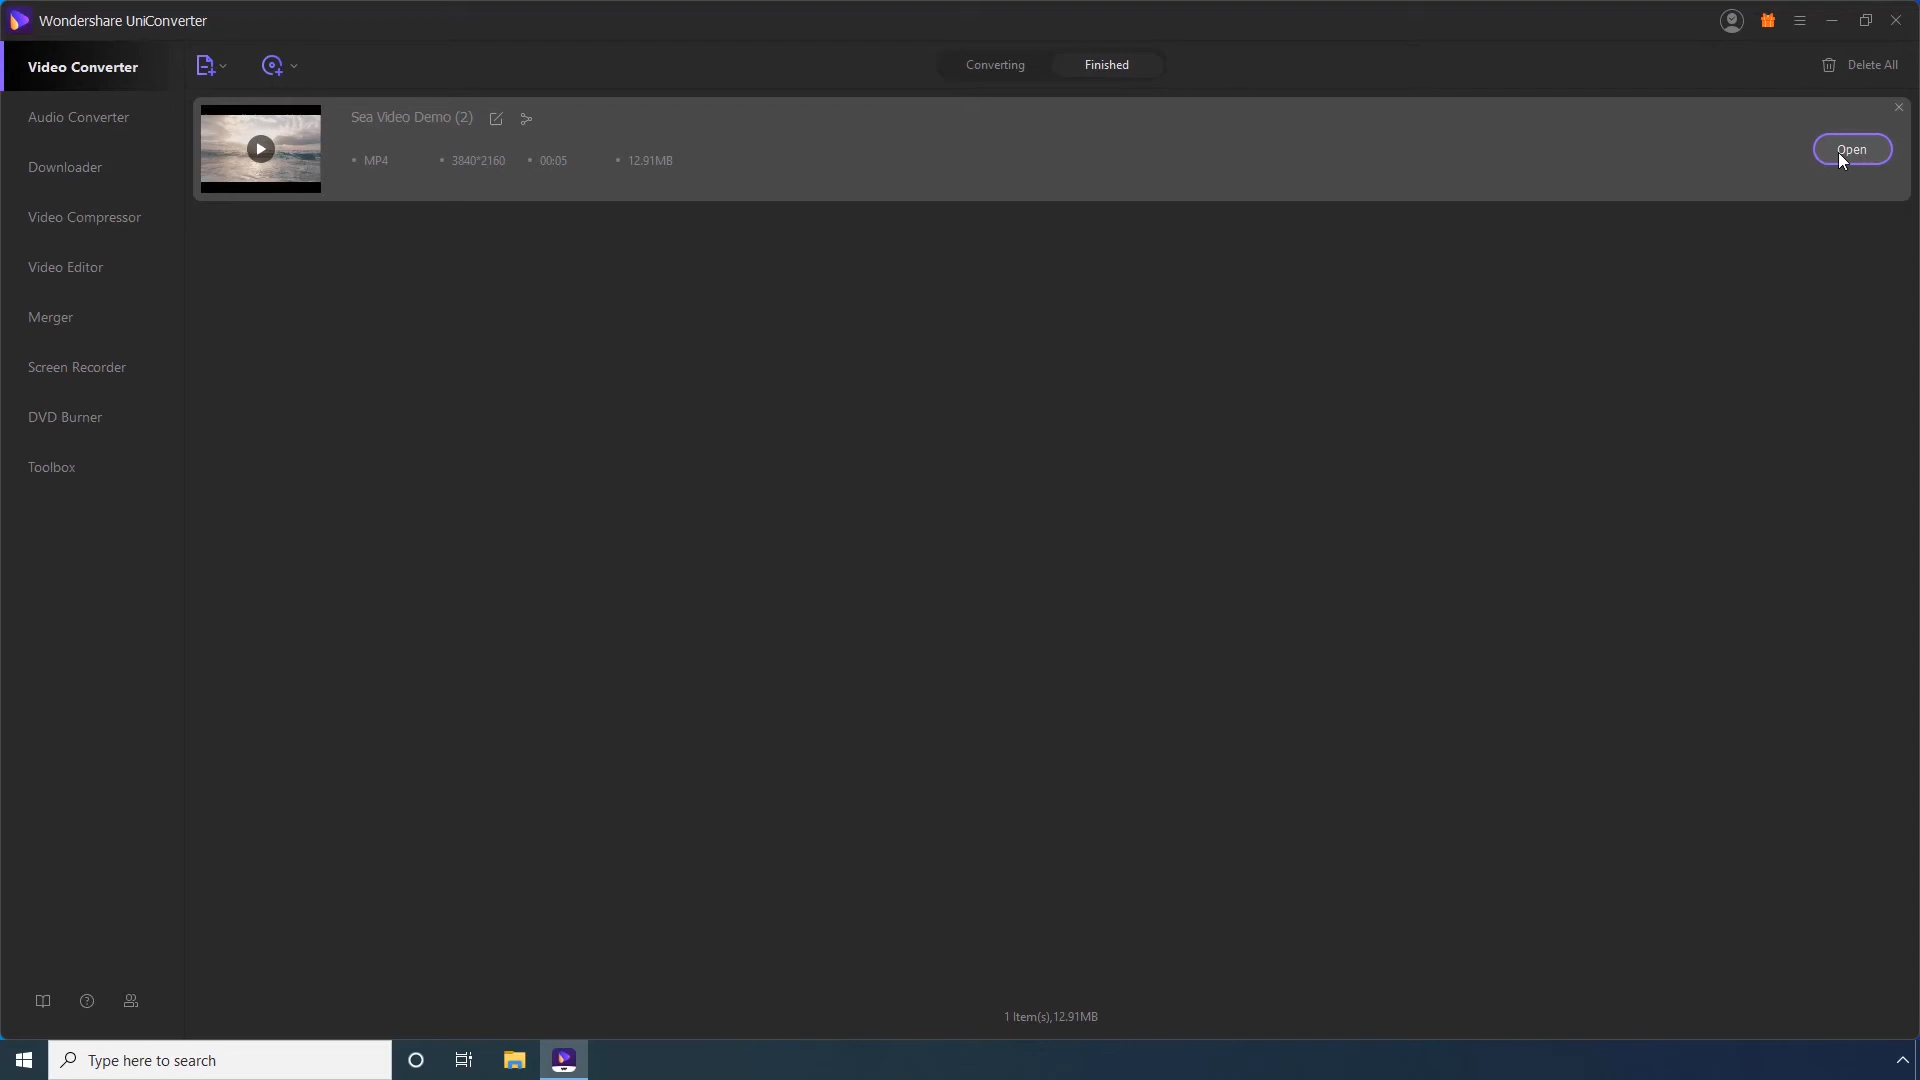 Wondershare UniConverter
Video Converter
Converting
Finished
Delete All
Audio Converter
Downloader
Video Compressor
Video Editor
Merger
Screen Recorder
DVD Burner
Toolbox
Sea Video Demo (2)
MP4 3840*2160 00:05 12.91MB
Open
1 Item(s),12.91MB
Type here to search